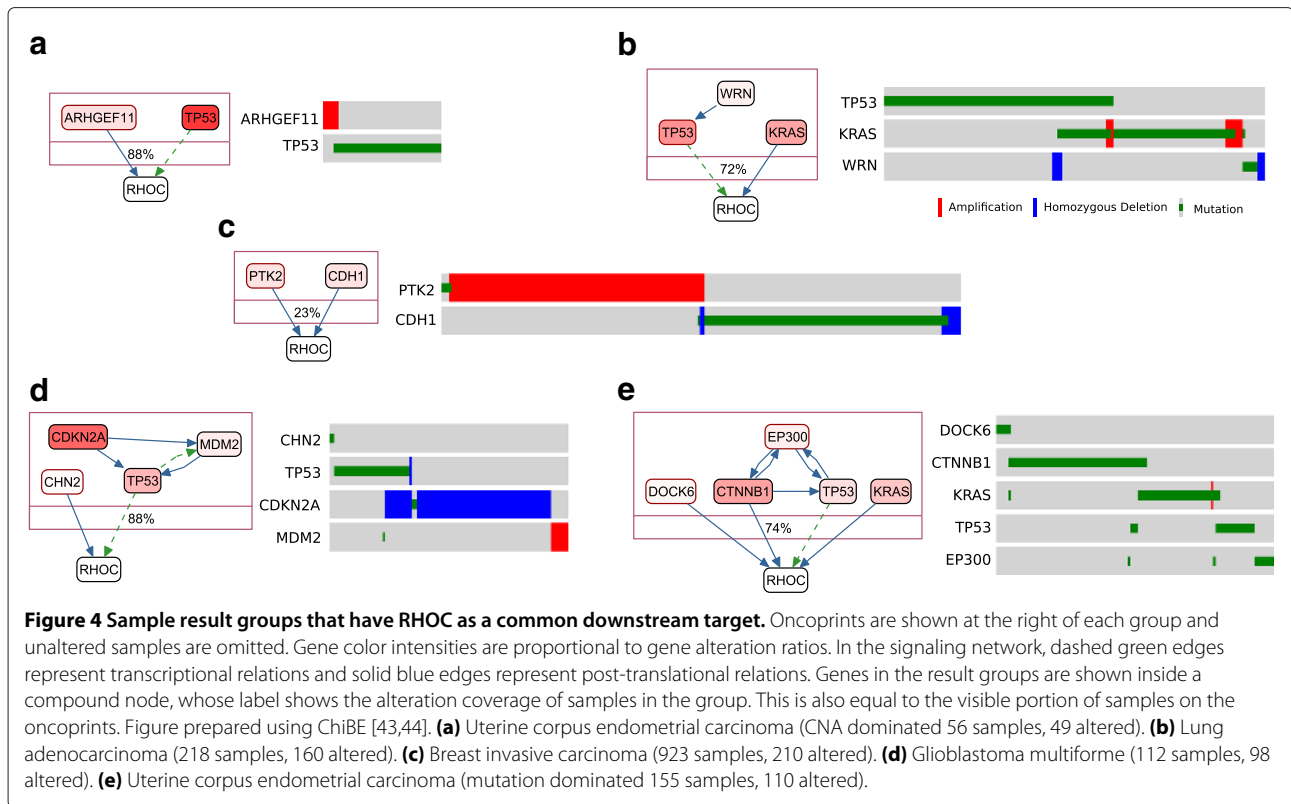 a
ARHGEF11
TP53
88%
RHOC
ARHGEF11
TP53
b
WRN
TP53
KRAS
72%
RHOC
TP53
KRAS
WRN
Amplification
Homozygous Deletion
Mutation
c
PTK2
CDH1
23%
RHOC
PTK2
CDH1
d
CDKN2A
MDM2
CHN2
TP53
88%
RHOC
CHN2
TP53
CDKN2A
MDM2
e
EP300
DOCK6
CTNNB1
TP53
KRAS
74%
RHOC
DOCK6
CTNNB1
KRAS
TP53
EP300
Figure 4 Sample result groups that have RHOC as a common downstream target. Oncoprints are shown at the right of each group and
unaltered samples are omitted. Gene color intensities are proportional to gene alteration ratios. In the signaling network, dashed green edges
represent transcriptional relations and solid blue edges represent post-translational relations. Genes in the result groups are shown inside a
compound node, whose label shows the alteration coverage of samples in the group. This is also equal to the visible portion of samples on the
oncoprints. Figure prepared using ChiBE [43,44]. (a) Uterine corpus endometrial carcinoma (CNA dominated 56 samples, 49 altered). (b) Lung
adenocarcinoma (218 samples, 160 altered). (c) Breast invasive carcinoma (923 samples, 210 altered). (d) Glioblastoma multiforme (112 samples, 98
altered). (e) Uterine corpus endometrial carcinoma (mutation dominated 155 samples, 110 altered).